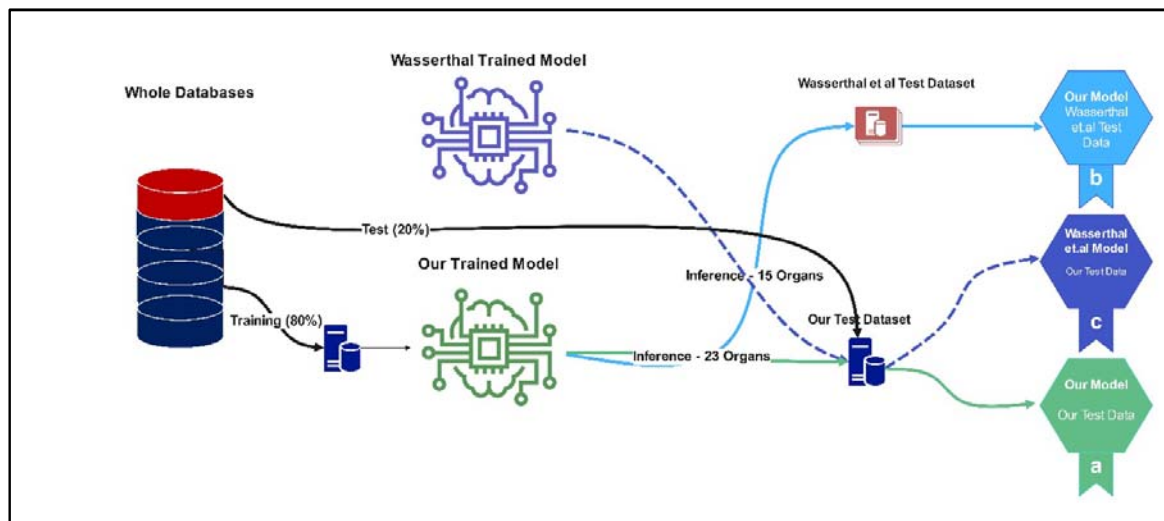 Wasserthal Trained Model
Whole Databases
Wasserthal et al Test Dataset
Our Model
Wasserthal
et.al Test
Data
b
Test (20%)
Wasserthal
et.al Model
Our Test Data
c
Our Trained Model
Inference - 15 Organs
Training (80%)
Our Test Dataset
Inference - 23 Organs
Our Model
Our Test Data
a